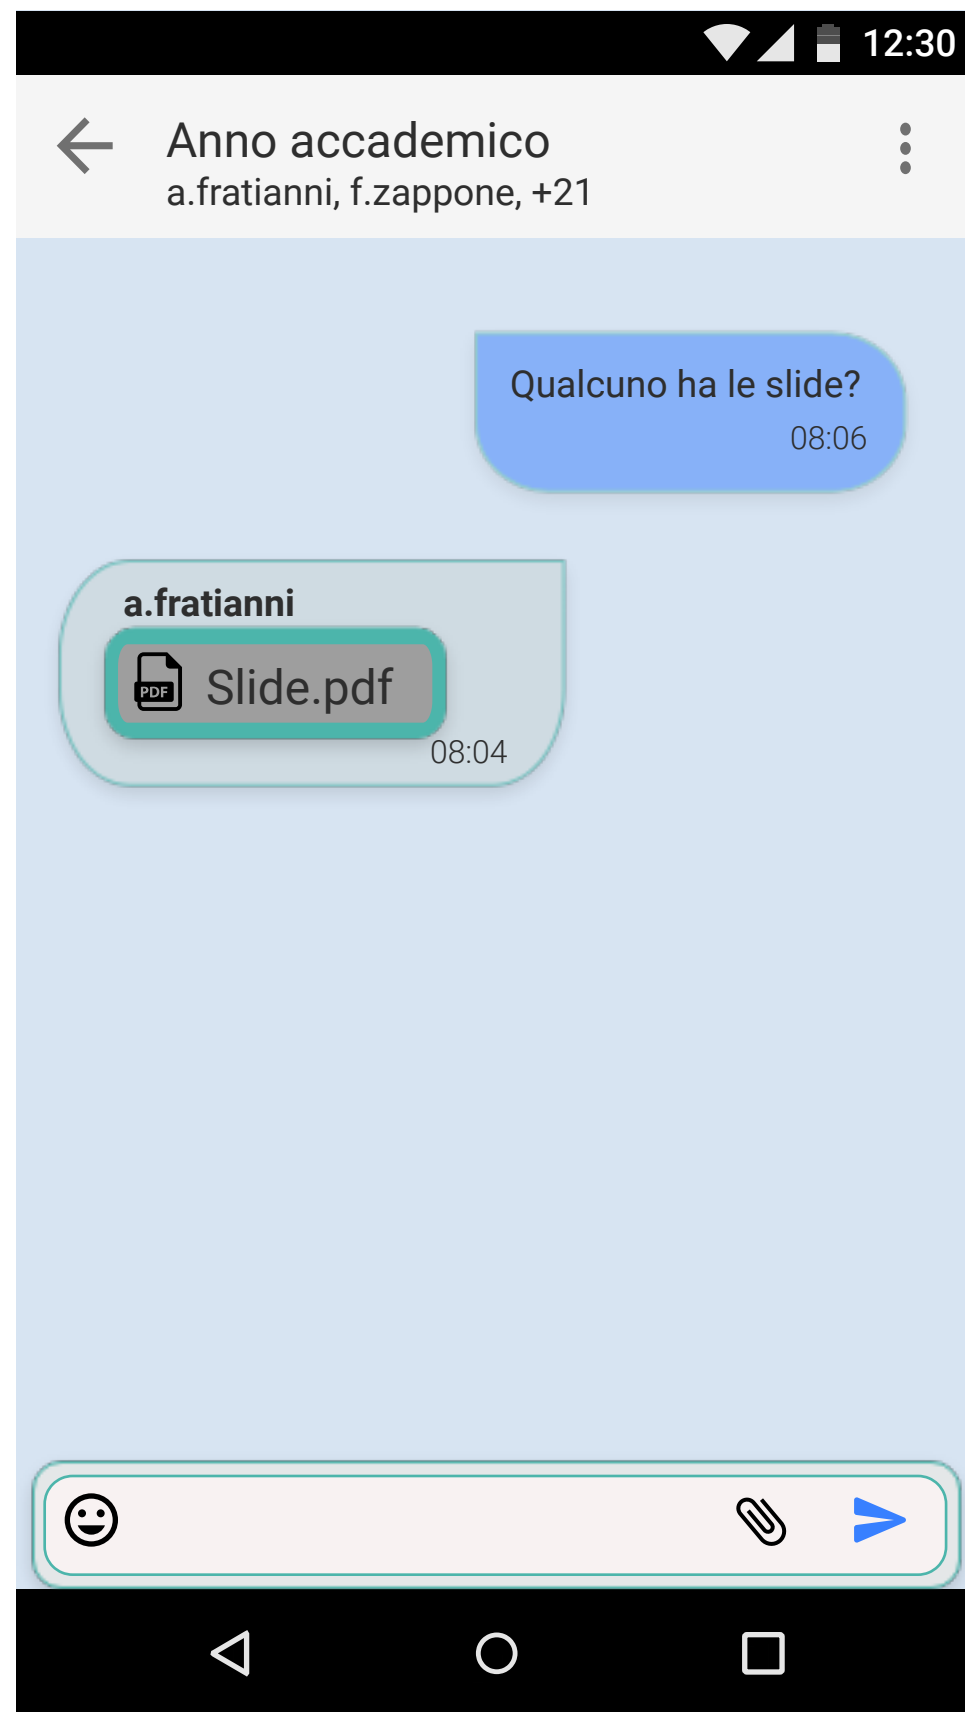 12:30
Anno accademico
a.fratianni, f.zappone, +21
Qualcuno ha le slide?
08:06
a.fratianni
PDF Slide.pdf
08:04